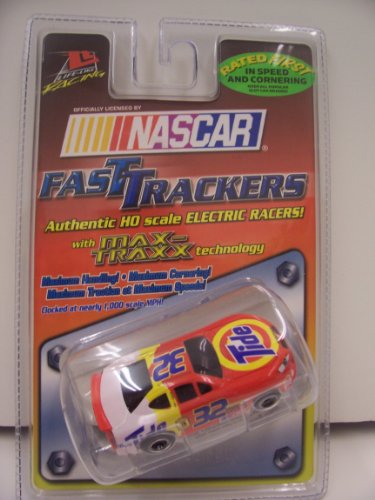 LL
LIFE-LIKE
RACING
RATED FIRST
IN SPEED
AND CORNERING
OFFICIALLY LICENSED BY
NASCAR®
FAST TRACKERS
Authentic HO scale ELECTRIC RACERS!
with MAX-TRAXX technology
Maximum Handling! • Maximum Cornering!
Maximum Traction at Maximum Speeds!
Clocked at nearly 1,000 scale MPH!
Tide
32
32